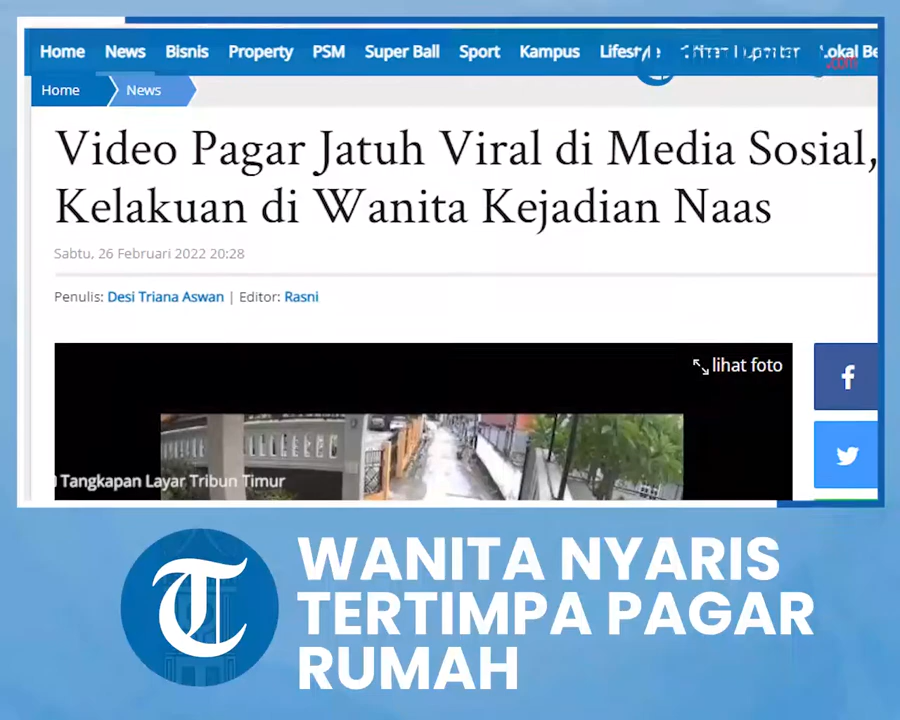 Home News Bisnis Property PSM Super Ball Sport Kampus
Home News
.com
Video Pagar Jatuh Viral di Media Sosial,
Kelakuan di Wanita Kejadian Naas
Sabtu, 26 Februari 2022 20:28
Penulis: Desi Triana Aswan | Editor: Rasni
lihat foto
Tangkapan Layar Tribun Timur
f
T
WANITA NYARIS
TERTIMPA PAGAR
RUMAH